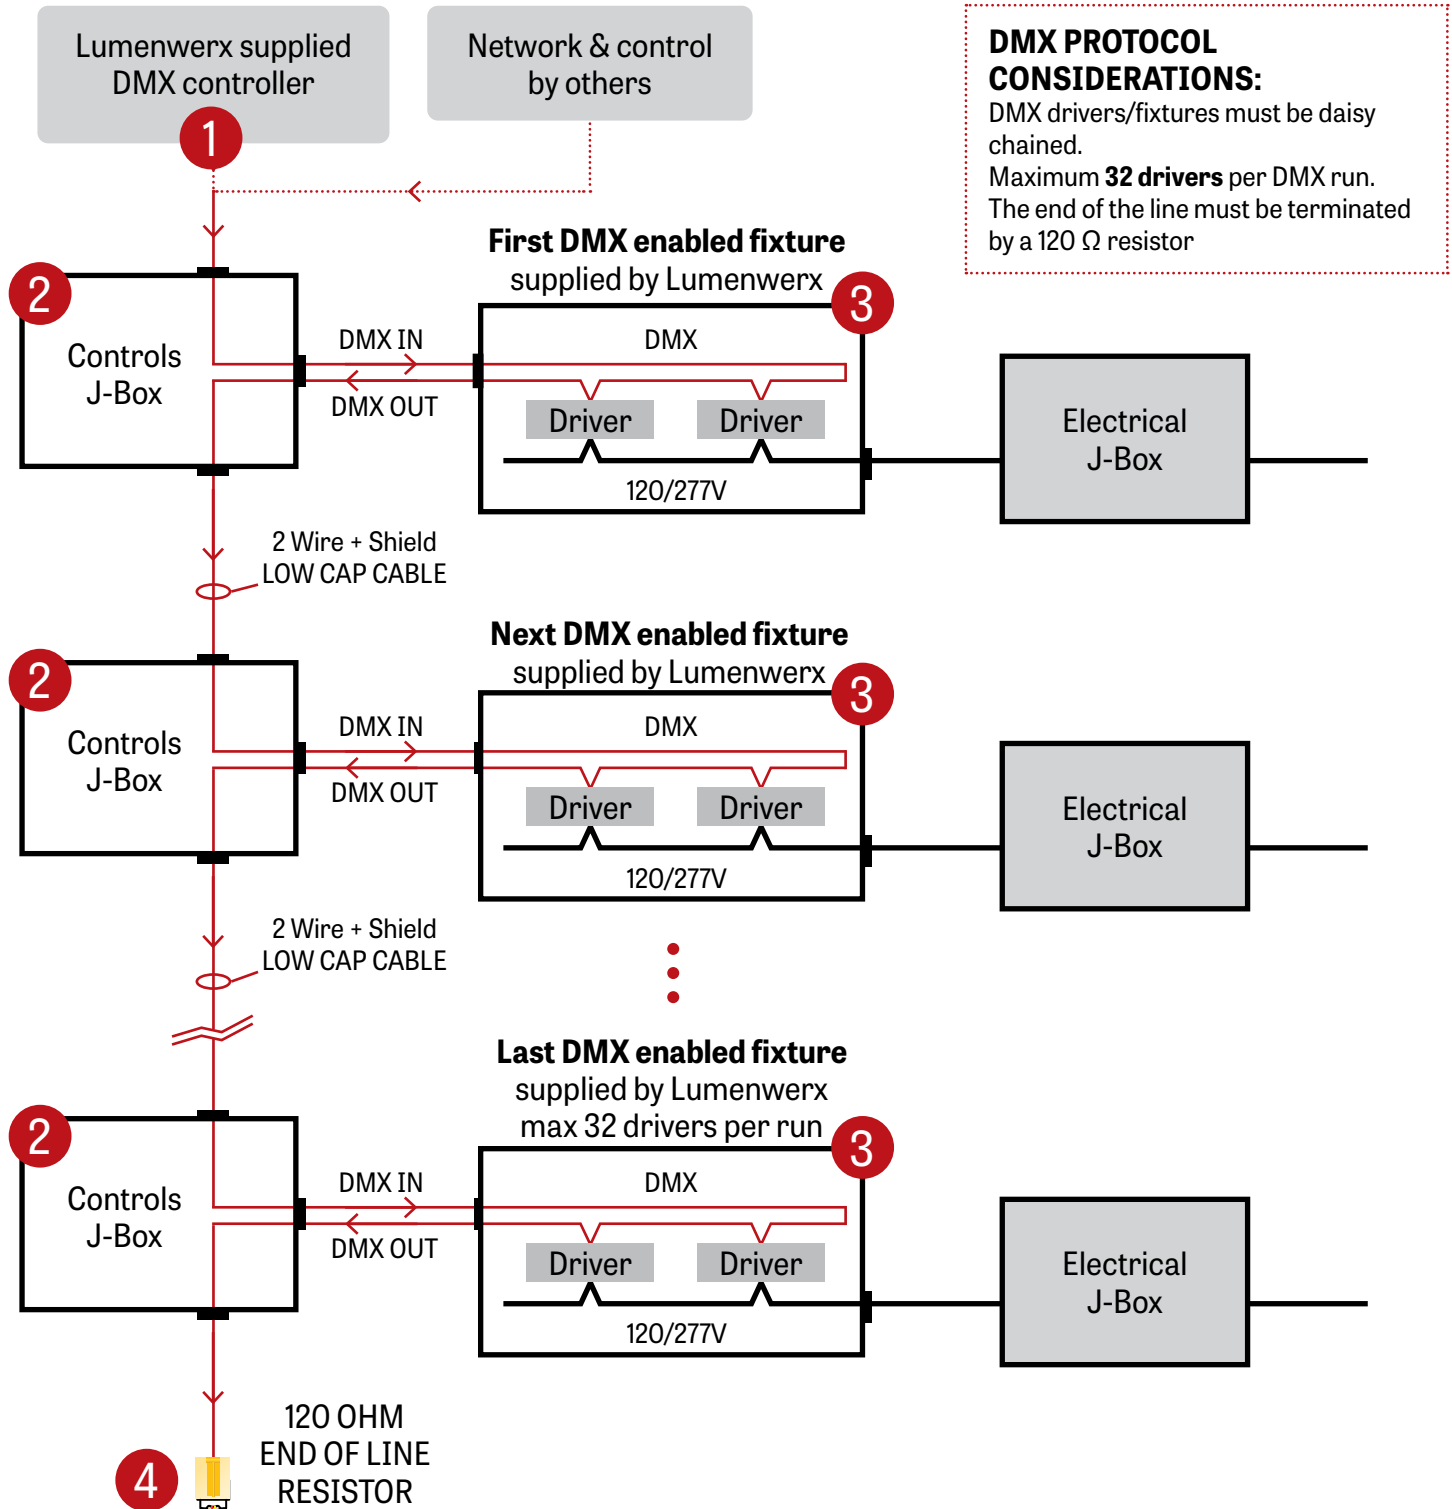 Lumenwerx supplied
DMX controller
1
Network & control
by others
DMX PROTOCOL
CONSIDERATIONS:
DMX drivers/fixtures must be daisy
chained.
Maximum 32 drivers per DMX run.
The end of the line must be terminated
by a 120 Ω resistor
First DMX enabled fixture
supplied by Lumenwerx
2
Controls
J-Box
DMX IN
DMX OUT
3
DMX
Driver
Driver
120/277V
Electrical
J-Box
2 Wire + Shield
LOW CAP CABLE
Next DMX enabled fixture
supplied by Lumenwerx
2
Controls
J-Box
DMX IN
DMX OUT
3
DMX
Driver
Driver
120/277V
Electrical
J-Box
2 Wire + Shield
LOW CAP CABLE
Last DMX enabled fixture
supplied by Lumenwerx
max 32 drivers per run
2
Controls
J-Box
DMX IN
DMX OUT
3
DMX
Driver
Driver
120/277V
Electrical
J-Box
4
120 OHM
END OF LINE
RESISTOR